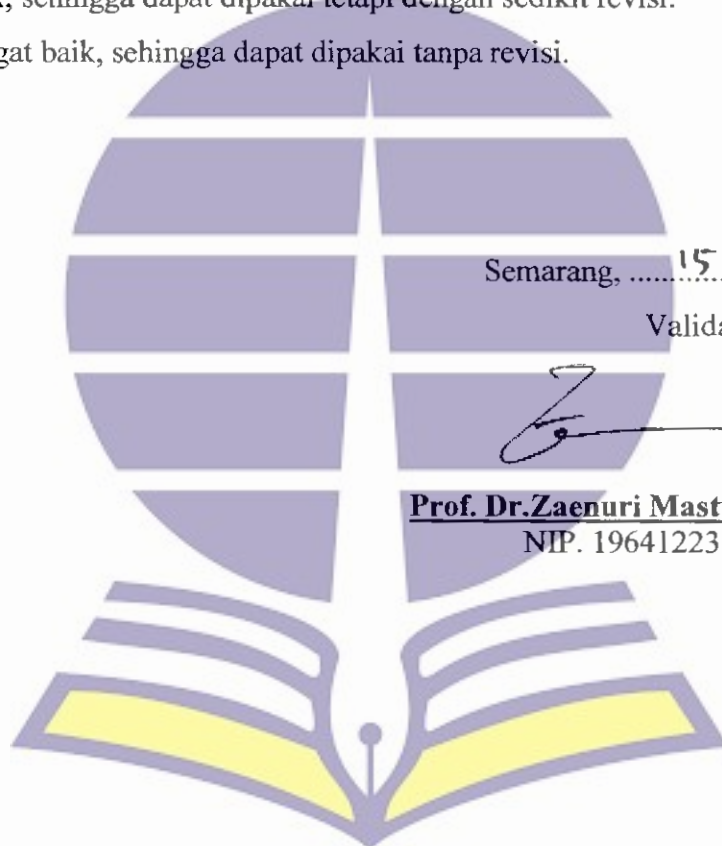 , sehingga dapat dipakai tetapi dengan sedikit revisi.
gat baik, sehingga dapat dipakai tanpa revisi.
Semarang, ......15....
Valida
Prof. Dr.Zaenuri Mast
NIP. 19641223